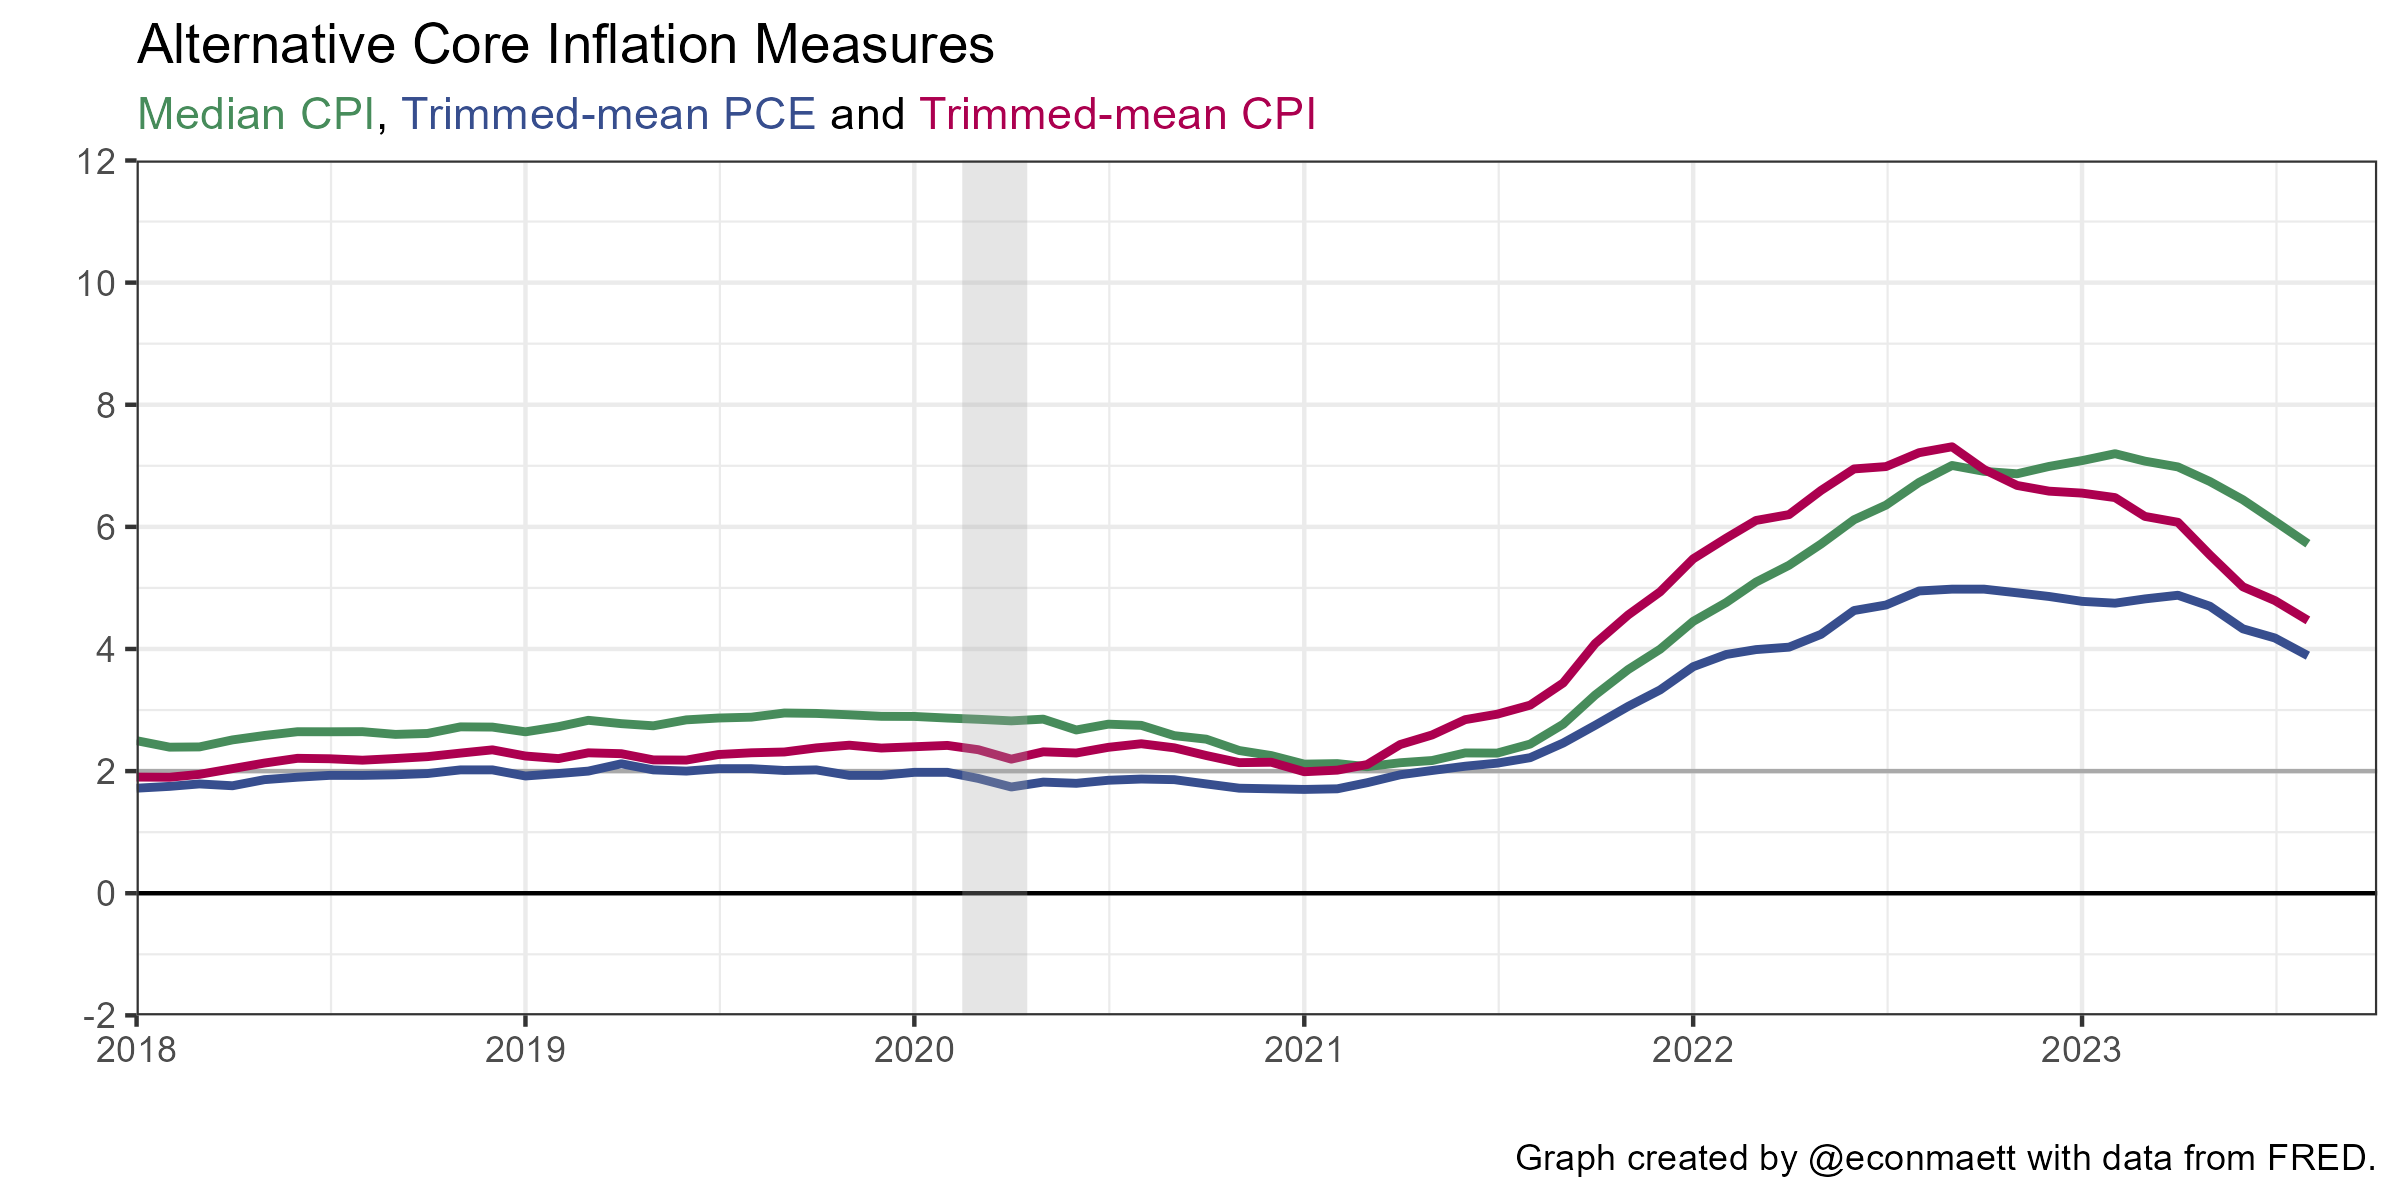 Alternative Core Inflation Measures
Median CPI, Trimmed-mean PCE and Trimmed-mean CPI
12
10
8
6
4
2
0
-2
2018 2019 2020 2021 2022 2023
Graph created by @econmaett with data from FRED.